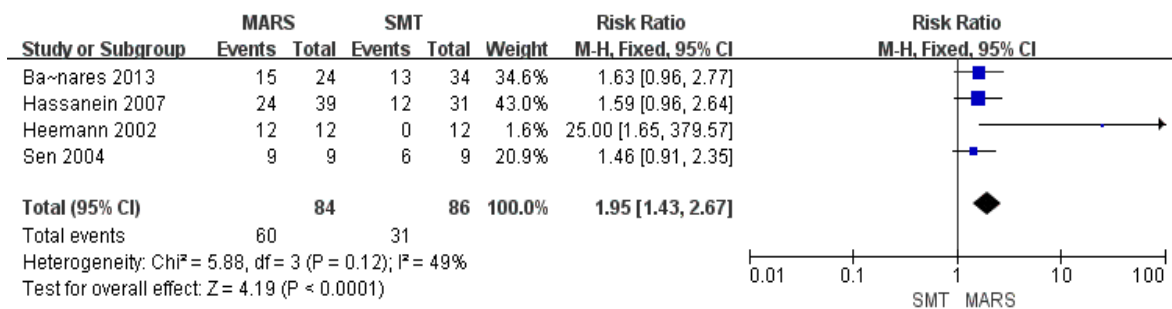 MARS SMT Risk Ratio Risk Ratio
Study or Subgroup Events Total Events Total Weight M-H, Fixed, 95% CI M-H, Fixed, 95% CI
Ba~nares 2013 15 24 13 34 34.6% 1.63 [0.96, 2.77]
Hassanein 2007 24 39 12 31 43.0% 1.59 [0.96, 2.64]
Heemann 2002 12 12 0 12 1.6% 25.00 [1.65, 379.57]
Sen 2004 9 9 6 9 20.9% 1.46 [0.91, 2.35]
Total (95% CI) 84 86 100.0% 1.95 [1.43, 2.67]
Total events 60 31
Heterogeneity: Chi² = 5.88, df = 3 (P = 0.12); I² = 49%
Test for overall effect: Z = 4.19 (P < 0.0001)
0.01 0.1 1 10 100
SMT MARS